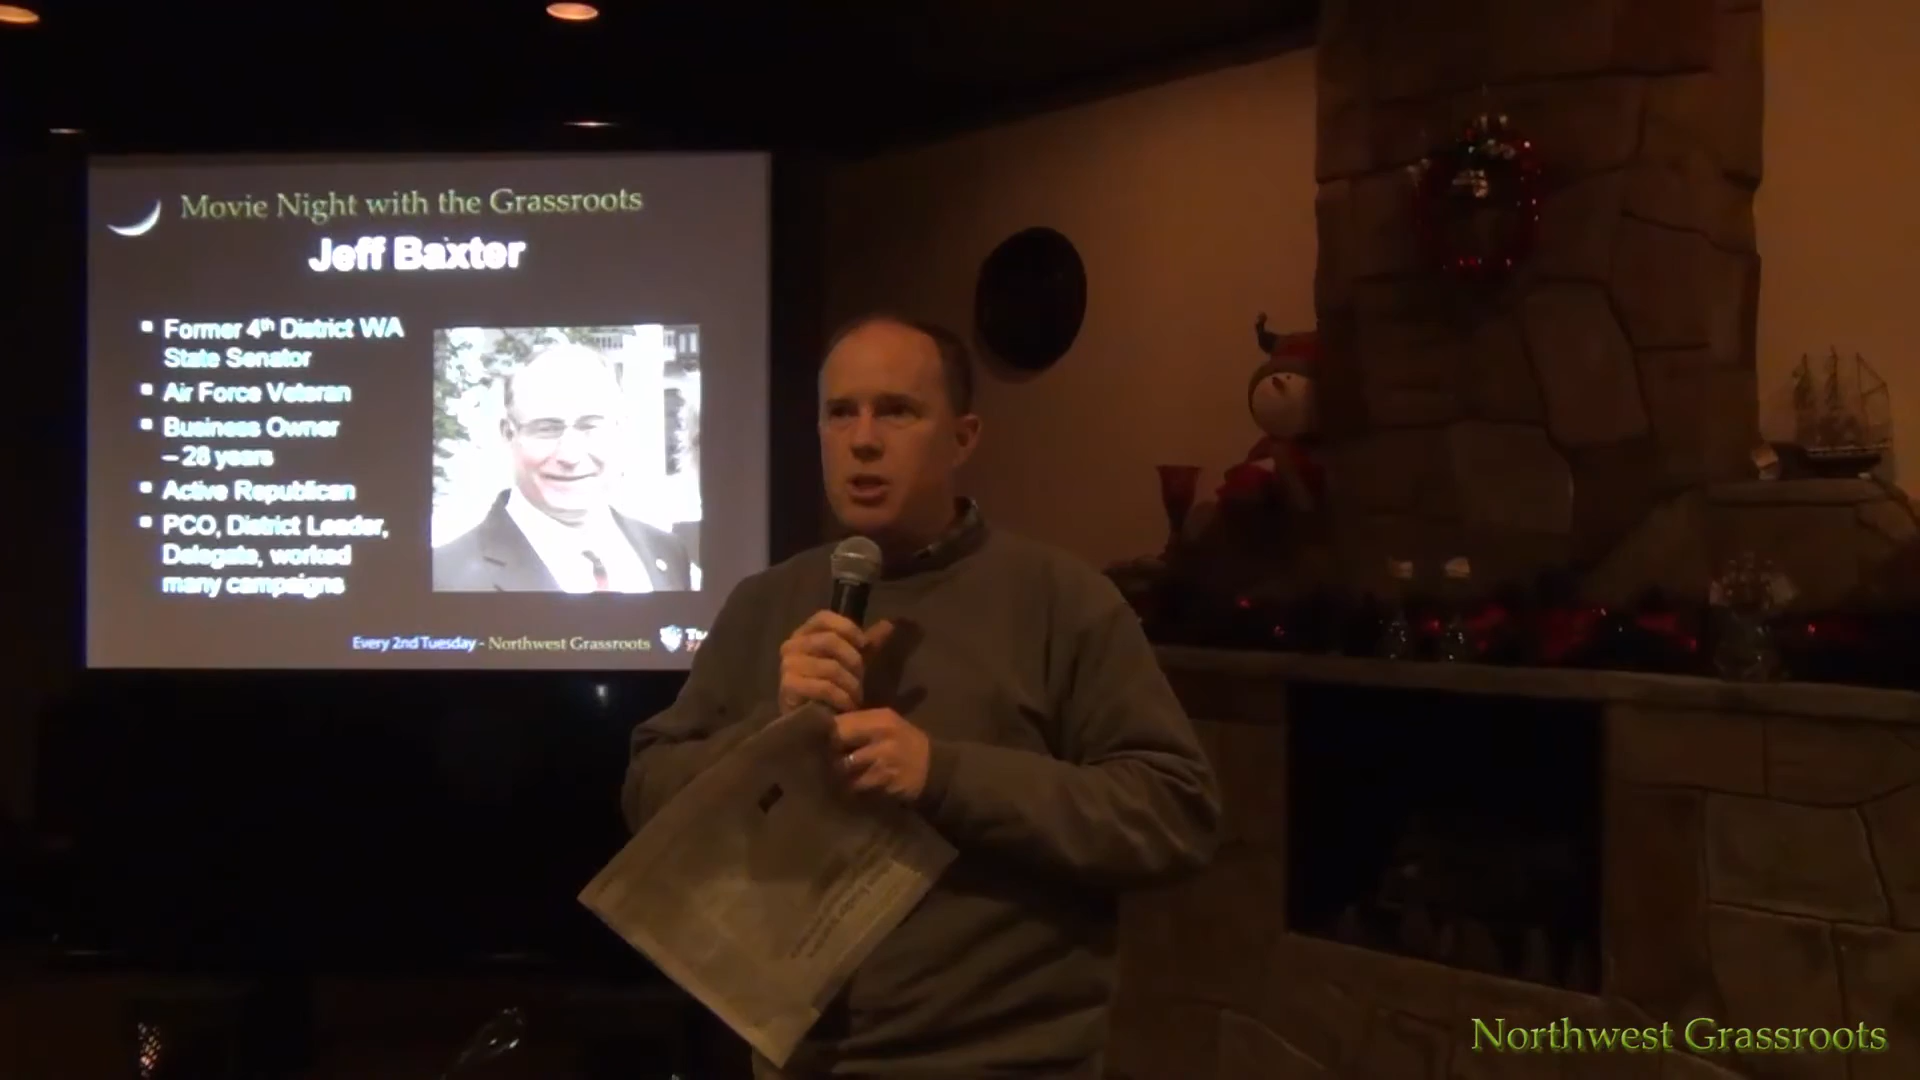 Movie Night with the Grassroots
Jeff Baxter
Former 4th District WA
State Senator
Air Force Veteran
Business Owner
– 28 years
Active Republican
PCO, District Leader,
Delegate, worked
many campaigns
Every 2nd Tuesday - Northwest Grassroots
Northwest Grassroots